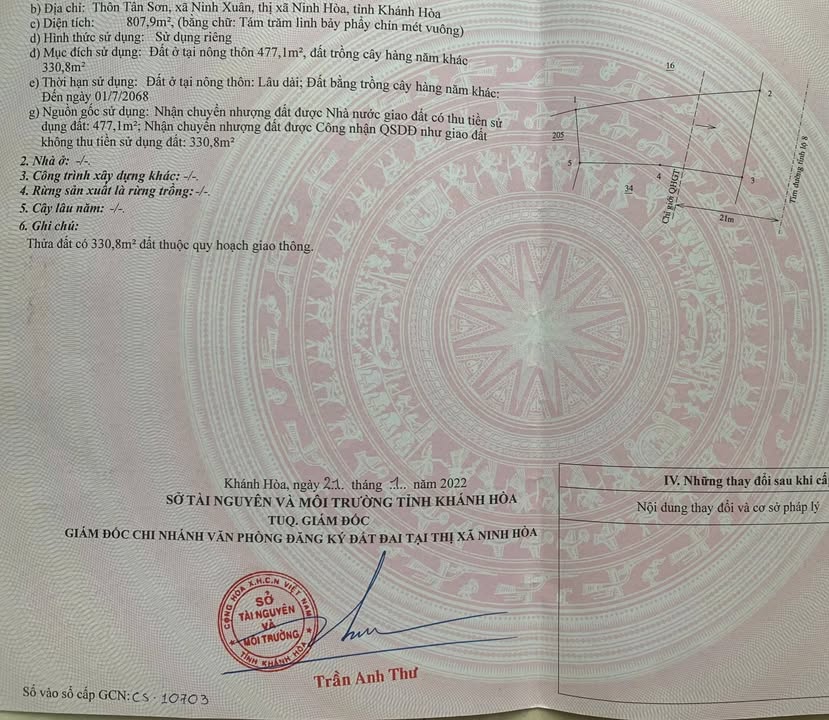 b) Địa chỉ: Thôn Tân Sơn, xã Ninh Xuân, thị xã Ninh Hòa, tỉnh Khánh Hòa
c) Diện tích: 807,9m², (bằng chữ: Tám trăm linh bảy phẩy chín mét vuông)
d) Hình thức sử dụng: Sử dụng riêng
đ) Mục đích sử dụng: Đất ở tại nông thôn 477,1m², đất trồng cây hàng năm khác
330,8m²
e) Thời hạn sử dụng: Đất ở tại nông thôn: Lâu dài; Đất bằng trồng cây hàng năm khác:
Đến ngày 01/7/2068
g) Nguồn gốc sử dụng: Nhận chuyển nhượng đất được Nhà nước giao đất có thu tiền sử
dụng đất: 477,1m²; Nhận chuyển nhượng đất được Công nhận QSDĐ như giao đất
không thu tiền sử dụng đất: 330,8m²
2. Nhà ở: -/-.
3. Công trình xây dựng khác: -/-.
4. Rừng sản xuất là rừng trồng: -/-.
5. Cây lâu năm: -/-.
6. Ghi chú:
Thửa đất có 330,8m² đất thuộc quy hoạch giao thông.
16
1
2
205
5
4
3
34
Chỉ giới QHGT
21m
Tim đường tỉnh lộ 8
Khánh Hòa, ngày 21 tháng 1 năm 2022
SỞ TÀI NGUYÊN VÀ MÔI TRƯỜNG TỈNH KHÁNH HÒA
TUQ. GIÁM ĐỐC
GIÁM ĐỐC CHI NHÁNH VĂN PHÒNG ĐĂNG KÝ ĐẤT ĐAI TẠI THỊ XÃ NINH HÒA
CỘNG HÒA X.H.C.N VIỆT NAM
SỞ
TÀI NGUYÊN
VÀ
MÔI TRƯỜNG
TỈNH KHÁNH HÒA
Trần Anh Thư
Số vào sổ cấp GCN: CS-10703
IV. Những thay đổi sau khi cấ
Nội dung thay đổi và cơ sở pháp lý